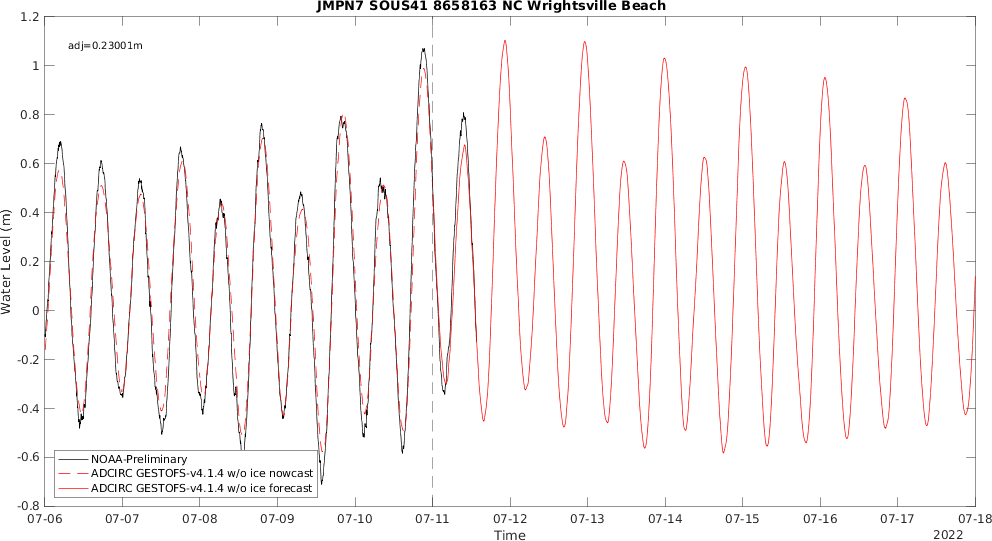 JMPN7 SOUS41 8658163 NC Wrightsville Beach
adj=0.23001m
1.2
1
0.8
0.6
0.4
0.2
0
-0.2
-0.4
-0.6
-0.8
Water Level (m)
NOAA-Preliminary
ADCIRC GESTOFS-v4.1.4 w/o ice nowcast
ADCIRC GESTOFS-v4.1.4 w/o ice forecast
07-06 07-07 07-08 07-09 07-10 07-11 07-12 07-13 07-14 07-15 07-16 07-17 07-18
Time
2022